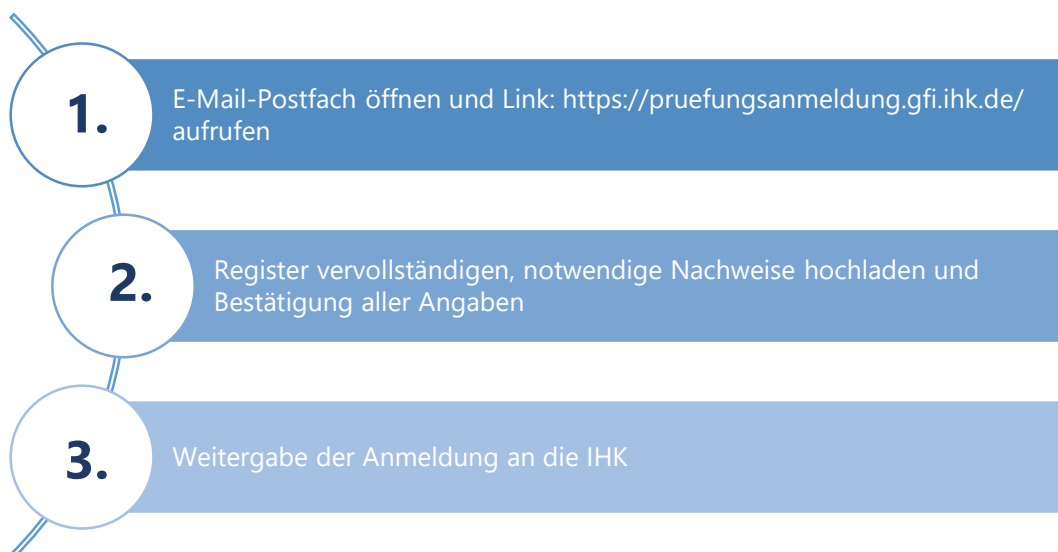 1.
E-Mail-Postfach öffnen und Link: https://pruefungsanmeldung.gfi.ihk.de/
aufrufen
2.
Register vervollständigen, notwendige Nachweise hochladen und
Bestätigung aller Angaben
3.
Weitergabe der Anmeldung an die IHK